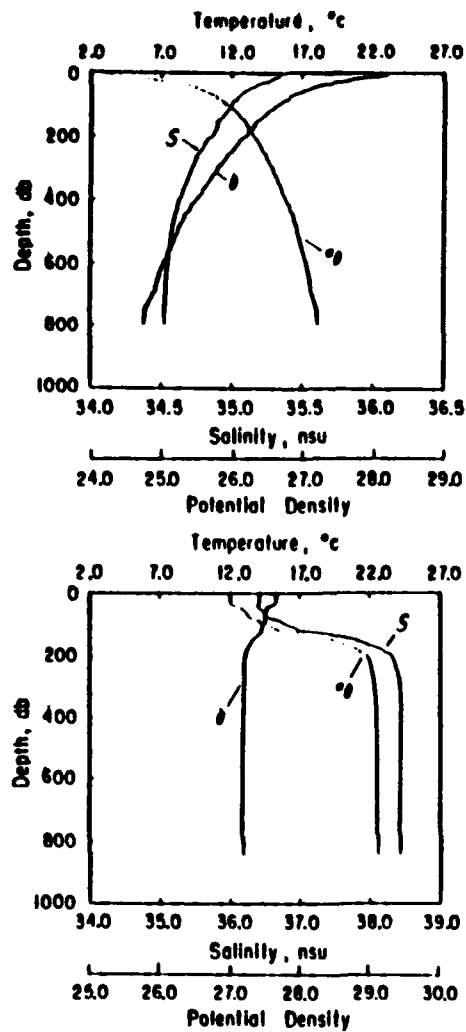 Temperature, °c
2.0 7.0 12.0 17.0 22.0 27.0
0
200
400
600
800
1000
Depth, db
S
θ
σθ
34.0 34.5 35.0 35.5 36.0 36.5
Salinity, nsu
24.0 25.0 26.0 27.0 28.0 29.0
Potential Density
Temperature, °c
2.0 7.0 12.0 17.0 22.0 27.0
0
200
400
600
800
1000
Depth, db
S
σθ
θ
34.0 35.0 36.0 37.0 38.0 39.0
Salinity, nsu
25.0 26.0 27.0 28.0 29.0 30.0
Potential Density